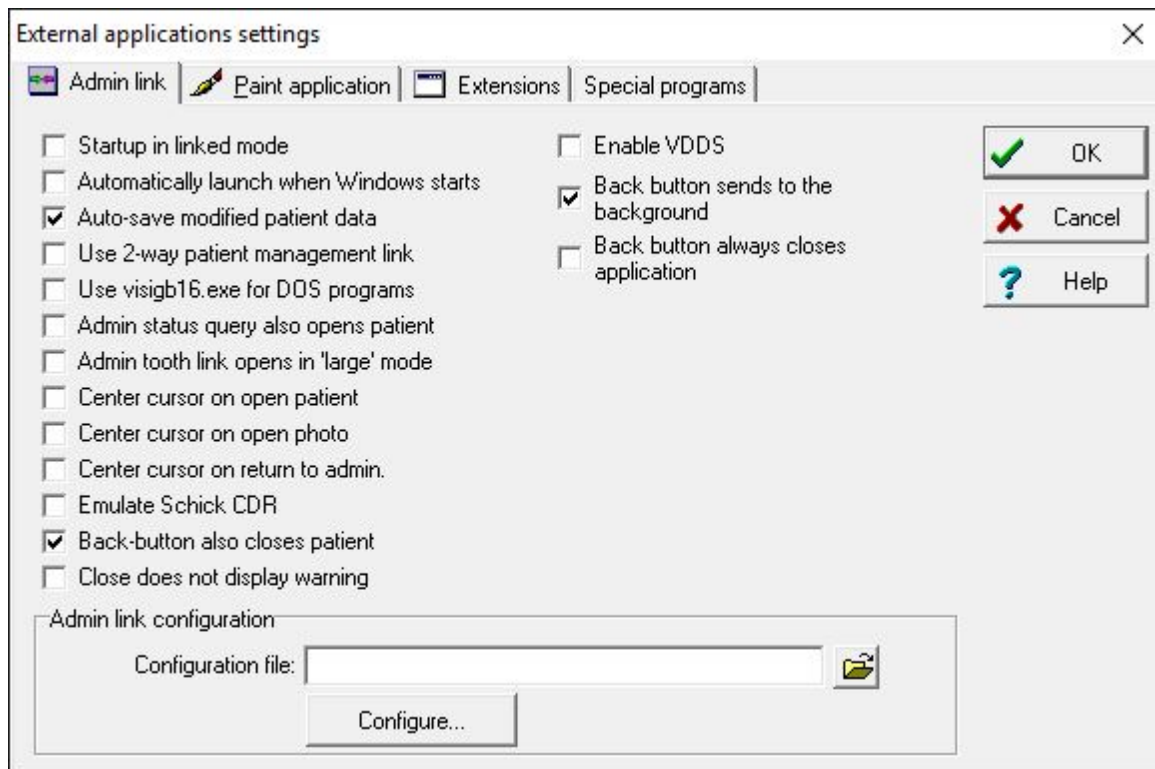 External applications settings
Admin link
Paint application
Extensions
Special programs
Startup in linked mode
Automatically launch when Windows starts
Auto-save modified patient data
Use 2-way patient management link
Use visigb16.exe for DOS programs
Admin status query also opens patient
Admin tooth link opens in 'large' mode
Center cursor on open patient
Center cursor on open photo
Center cursor on return to admin.
Emulate Schick CDR
Back-button also closes patient
Close does not display warning
Enable VDDS
Back button sends to the
background
Back button always closes
application
OK
Cancel
Help
Admin link configuration
Configuration file:
Configure...